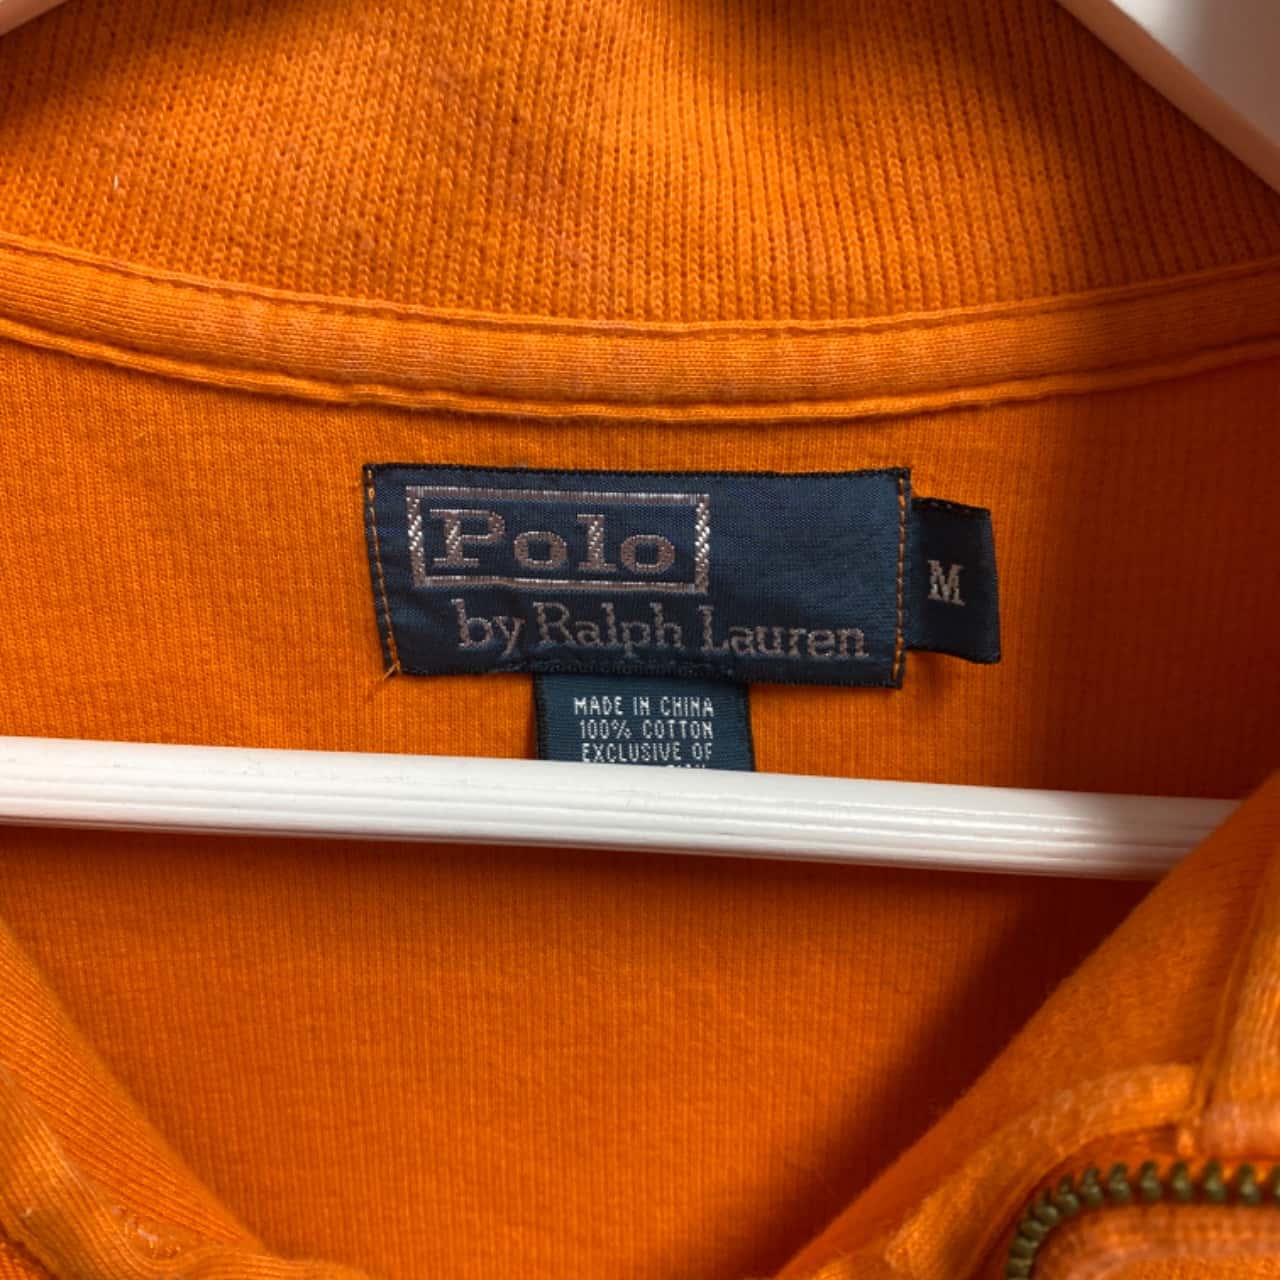 Polo
by Ralph Lauren
M
MADE IN CHINA
100% COTTON
EXCLUSIVE OF